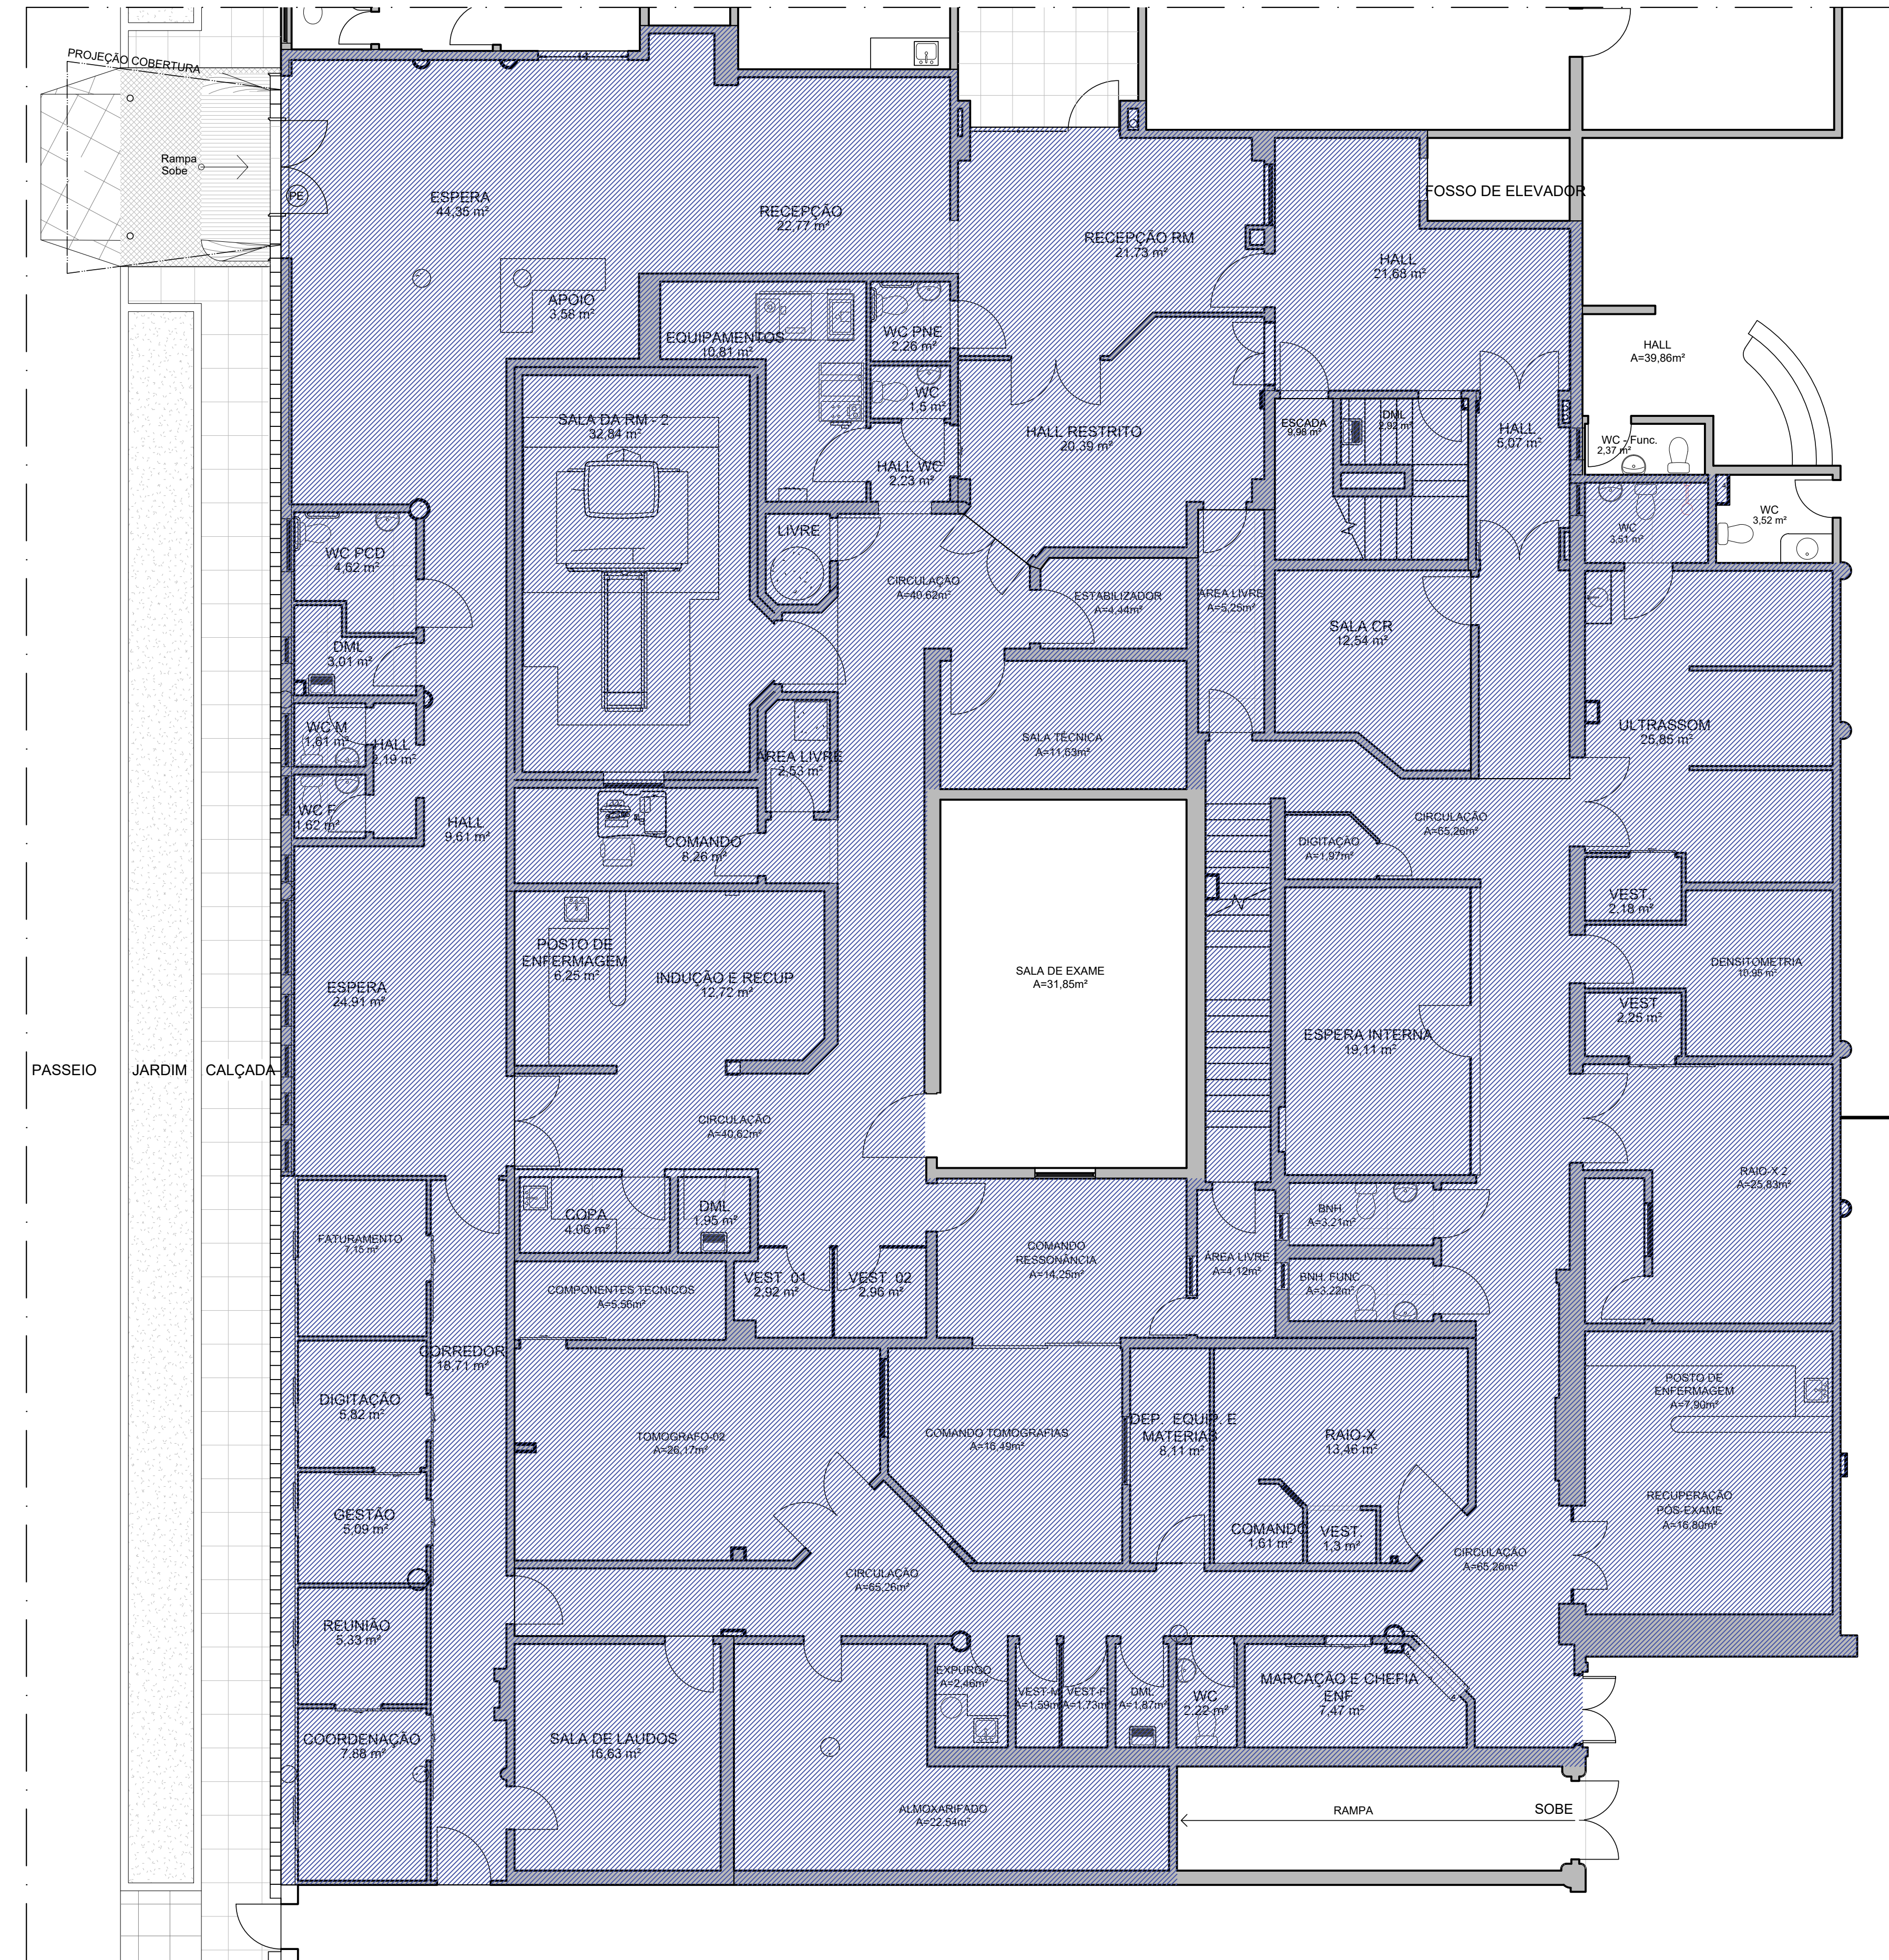 PROJEÇÃO COBERTURA
Rampa
Sobe
PE
ESPERA
44,35 m²
RECEPÇÃO
22,77 m²
RECEPÇÃO RM
21,73 m²
FOSSO DE ELEVADOR
HALL
21,68 m²
APOIO
3,58 m²
EQUIPAMENTOS
10,81 m²
WC PNE
2,26 m²
HALL
A=39,86m²
WC
1,5 m²
SALA DA RM - 2
32,84 m²
HALL RESTRITO
20,39 m²
ESCADA
9,98 m²
DML
2,92 m²
HALL
5,07 m²
WC - Func.
2,37 m²
HALL WC
2,23 m²
LIVRE
WC
3,51 m²
WC
3,52 m²
WC PCD
4,62 m²
CIRCULAÇÃO
A=40,62m²
ESTABILIZADOR
A=4,44m²
ÁREA LIVRE
A=5,25m²
SALA CR
12,54 m²
DML
3,01 m²
WC M
1,61 m²
HALL
2,19 m²
ÁREA LIVRE
2,53 m²
SALA TÉCNICA
A=11,63m²
ULTRASSOM
25,85 m²
WC F
1,62 m²
HALL
9,61 m²
COMANDO
8,26 m²
DIGITAÇÃO
A=1,97m²
CIRCULAÇÃO
A=65,26m²
VEST.
2,18 m²
POSTO DE
ENFERMAGEM
6,25 m²
INDUÇÃO E RECUP
12,72 m²
SALA DE EXAME
A=31,85m²
DENSITOMETRIA
10,95 m²
ESPERA
24,91 m²
ESPERA INTERNA
19,11 m²
VEST
2,25 m²
PASSEIO
JARDIM
CALÇADA
CIRCULAÇÃO
A=40,62m²
RAIO-X 2
A=25,83m²
COPA
4,06 m²
DML
1,95 m²
BNH.
A=3,21m²
FATURAMENTO
7,15 m²
COMANDO
RESSONÂNCIA
A=14,25m²
ÁREA LIVRE
A=4,12m²
COMPONENTES TÉCNICOS
A=5,56m²
VEST. 01
2,92 m²
VEST. 02
2,96 m²
BNH. FUNC
A=3,22m²
CORREDOR
18,71 m²
DIGITAÇÃO
5,82 m²
POSTO DE
ENFERMAGEM
A=7,90m²
TOMOGRAFO-02
A=26,17m²
COMANDO TOMOGRAFIAS
A=16,49m²
DEP. EQUIP. E
MATERIAS
8,11 m²
RAIO-X
13,46 m²
GESTÃO
5,09 m²
COMANDO
1,61 m²
VEST.
1,3 m²
RECUPERAÇÃO
PÓS-EXAME
A=16,80m²
CIRCULAÇÃO
A=65,26m²
CIRCULAÇÃO
A=65,26m²
REUNIÃO
5,33 m²
EXPURGO
A=2,46m²
VEST-M
A=1,59m²
VEST-F
A=1,73m²
DML
A=1,87m²
WC
2,22 m²
MARCAÇÃO E CHEFIA
ENF
7,47 m²
COORDENAÇÃO
7,88 m²
SALA DE LAUDOS
16,63 m²
ALMOXARIFADO
A=22,54m²
RAMPA
SOBE